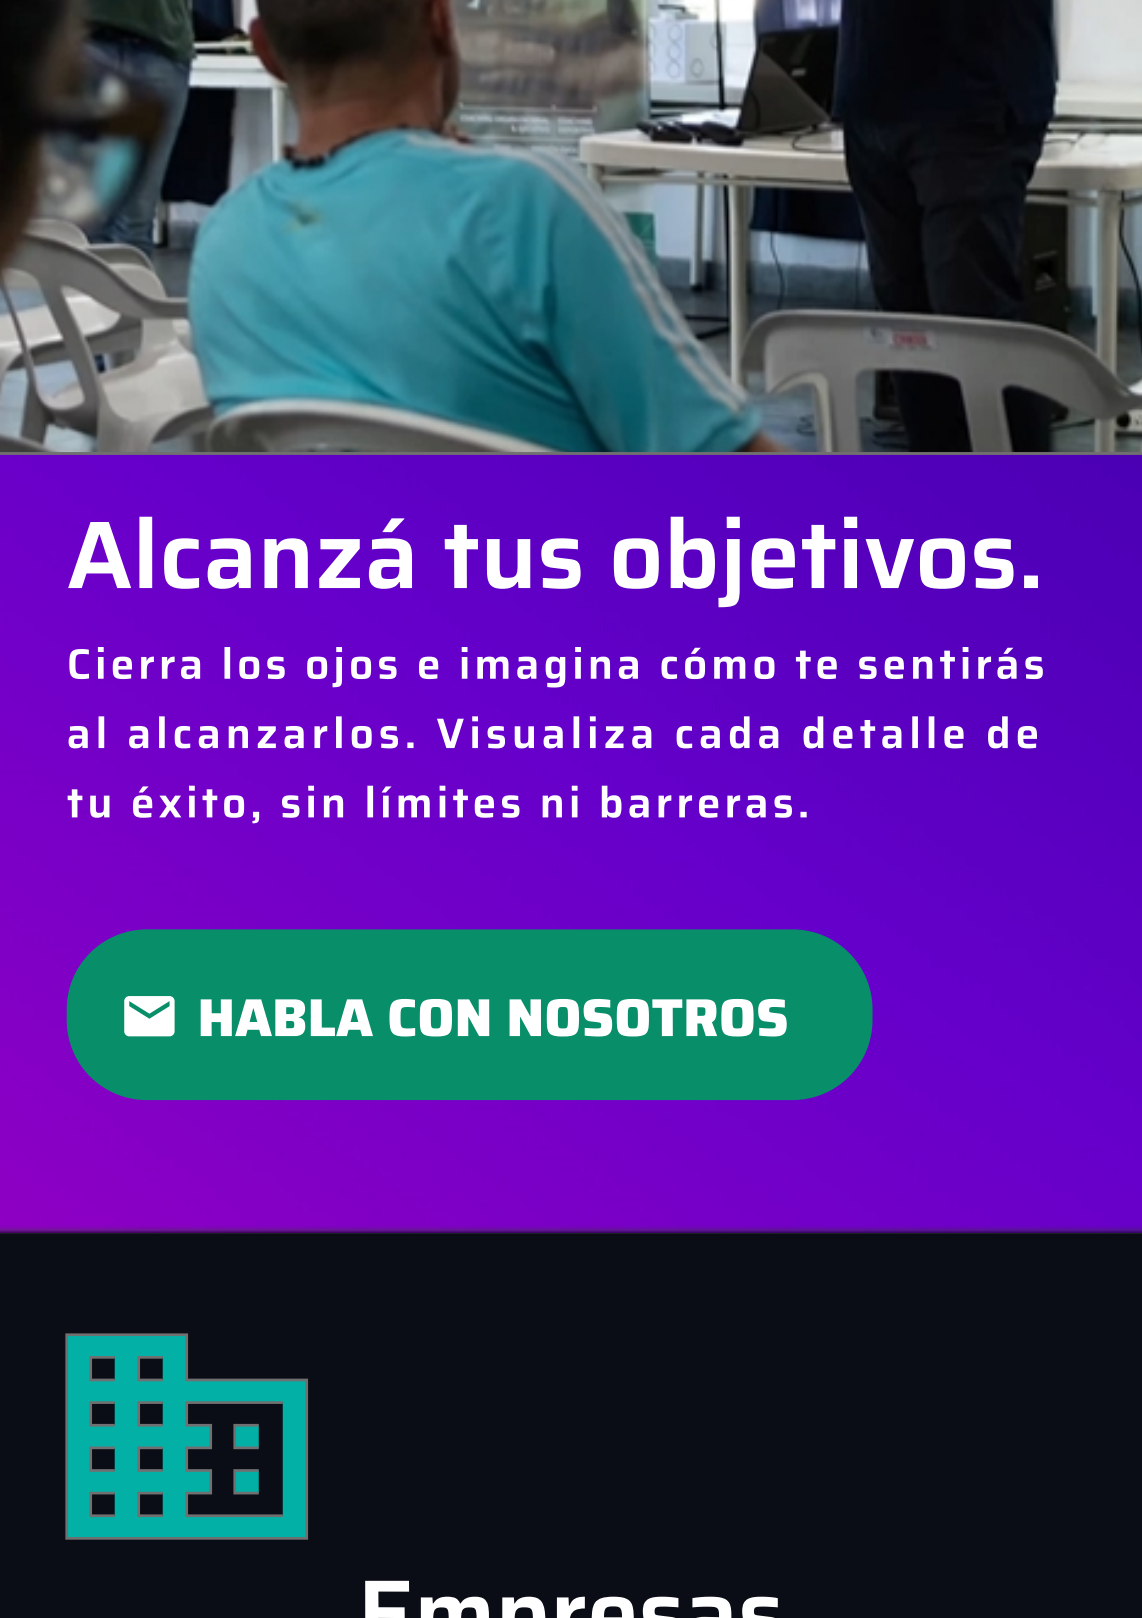 Alcanzá tus objetivos.
Cierra los ojos e imagina cómo te sentirás
al alcanzarlos. Visualiza cada detalle de
tu éxito, sin límites ni barreras.
HABLA CON NOSOTROS
Empresas